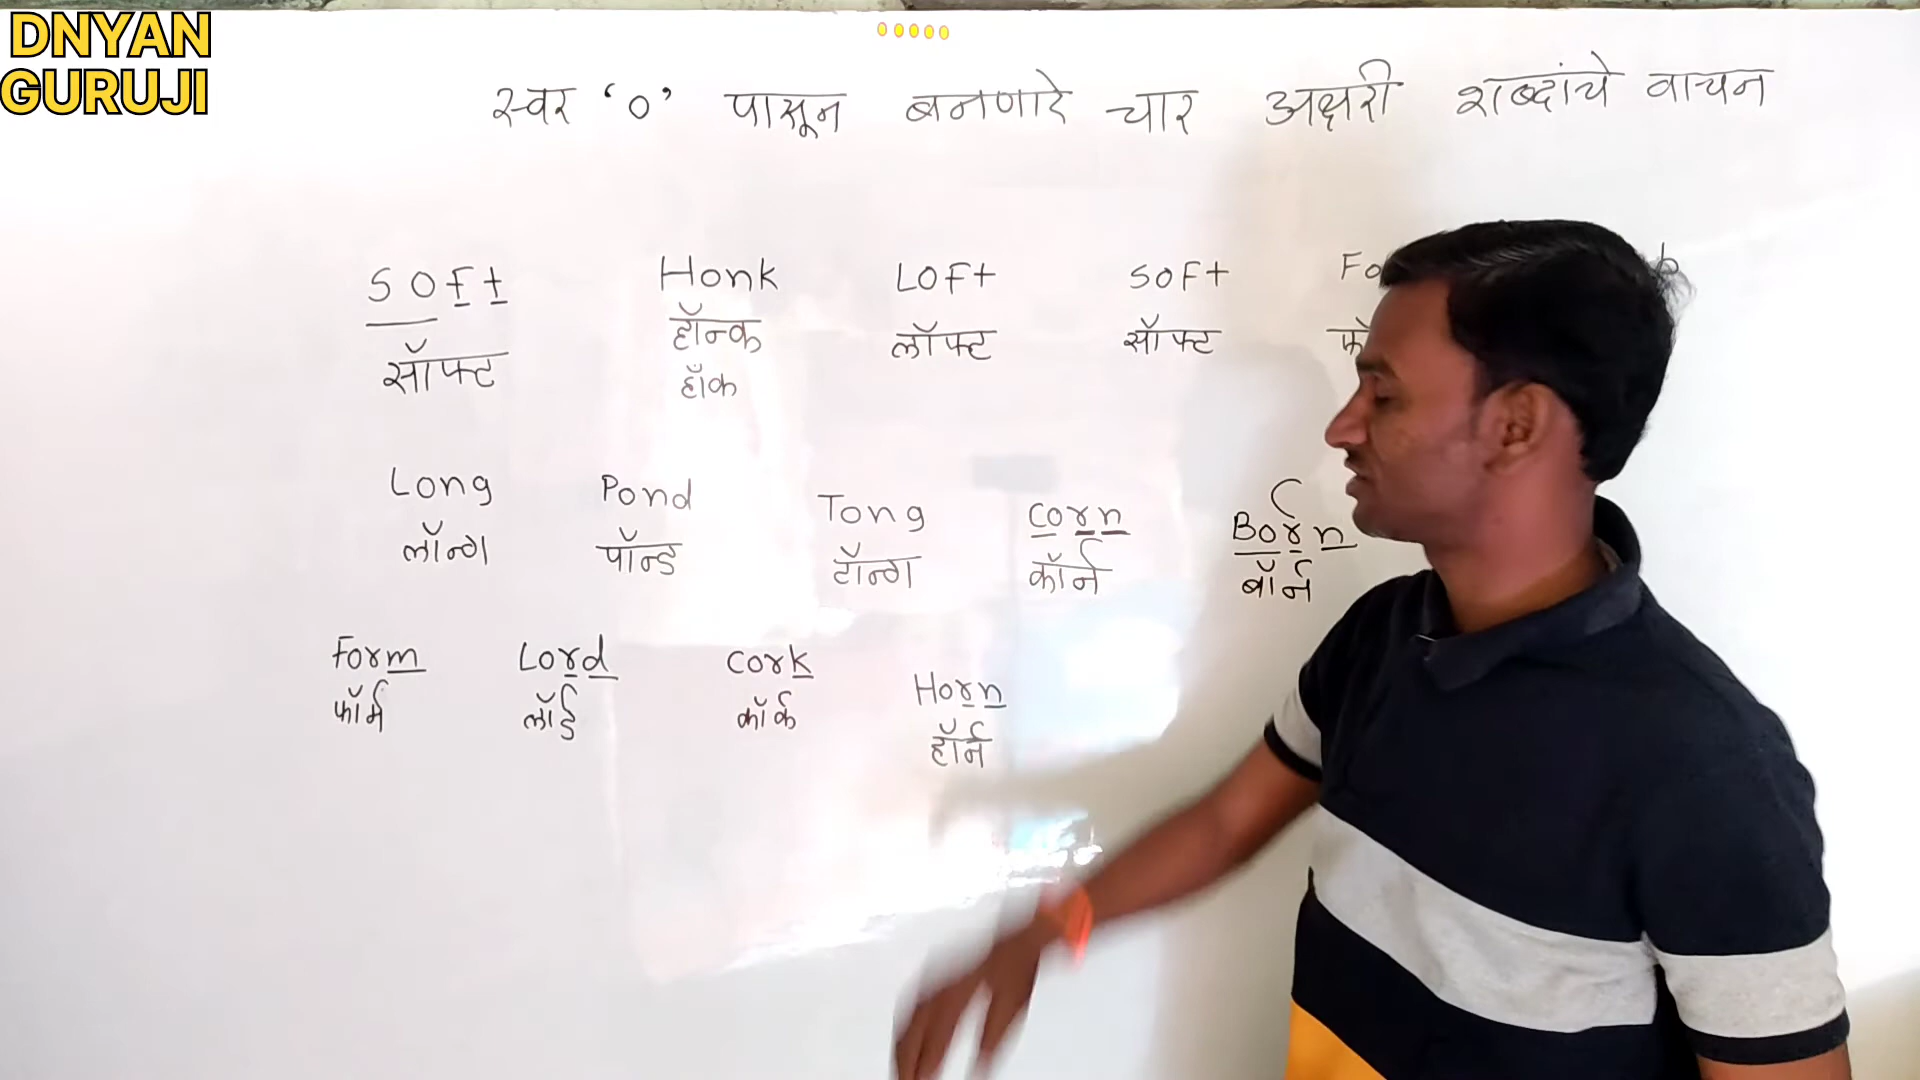 DNYAN
GURUJI
स्वर 'o' पासून बनणारे चार अक्षरी शब्दांचे वाचन
SOFt Honk LOFt SOFt
सॉफ्ट हॉन्क लॉफ्ट सॉफ्ट
हाँक
Long Pond Tong Corn Born
लॉन्ग पॉन्ड टॉन्ग कॉर्न बॉर्न
Form Lord Cork Horn
फॉर्म लॉर्ड कॉर्क हॉर्न